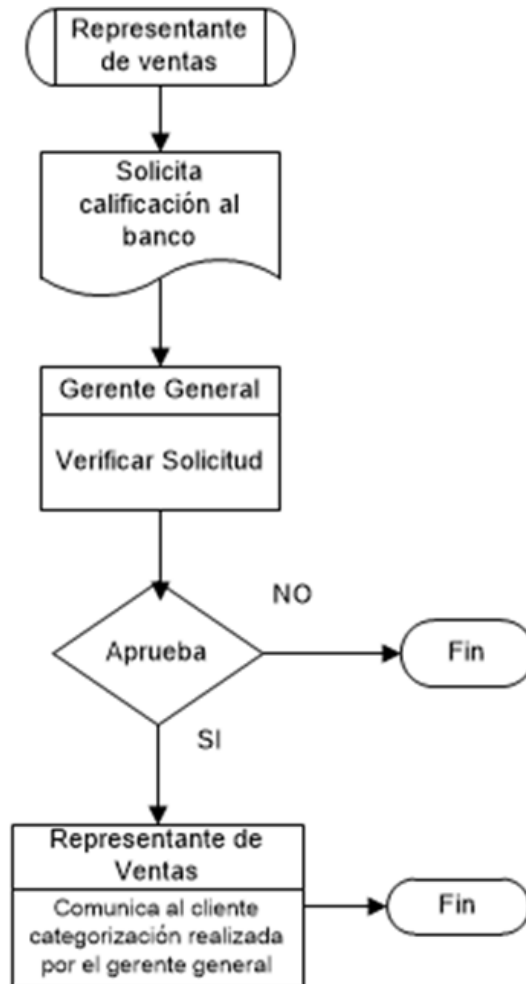 Representante
de ventas
Solicita
calificación al
banco
Gerente General
Verificar Solicitud
NO
Aprueba
Fin
SI
Representante de
Ventas
Comunica al cliente
categorización realizada
por el gerente general
Fin